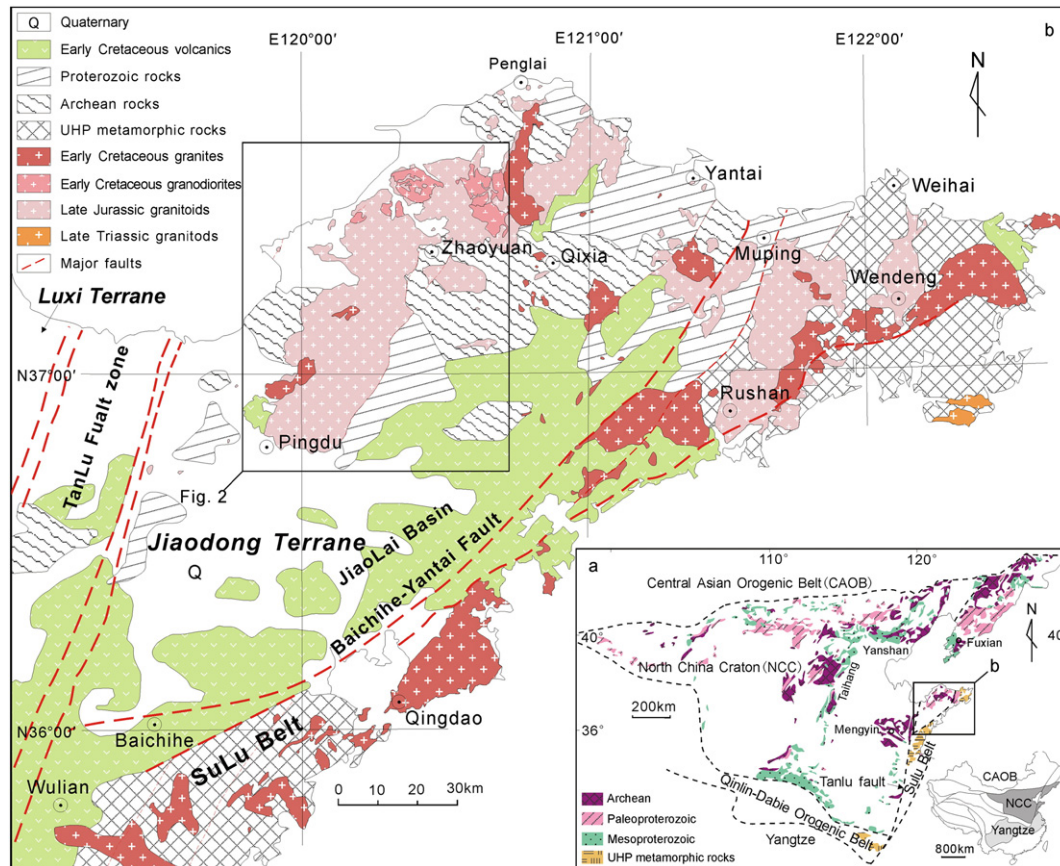 Q Quaternary
Early Cretaceous volcanics
Proterozoic rocks
Archean rocks
UHP metamorphic rocks
Early Cretaceous granites
Early Cretaceous granodiorites
Late Jurassic granitoids
Late Triassic granitods
Major faults
E120°00′
E121°00′
E122°00′
b
N
Penglai
Yantai
Weihai
Zhaoyuan
Qixia
Muping
Wendeng
Luxi Terrane
N37°00′
TanLu Fualt zone
Pingdu
Rushan
Fig. 2
Jiaodong Terrane
Q
JiaoLai Basin
Baichihe-Yantai Fault
N36°00′
Baichihe
Qingdao
SuLu Belt
Wulian
0 10 20 30km
a
110°
120°
Central Asian Orogenic Belt(CAOB)
N
40°
40
Yanshan
Fuxian
North China Craton(NCC)
Taihang
b
200km
36°
Mengyin
Sulu Belt
Tanlu fault
Qinlin-Dabie Orogenic Belt
Yangtze
Archean
Paleoproterozoic
Mesoproterozoic
UHP metamorphic rocks
CAOB
NCC
Yangtze
800km